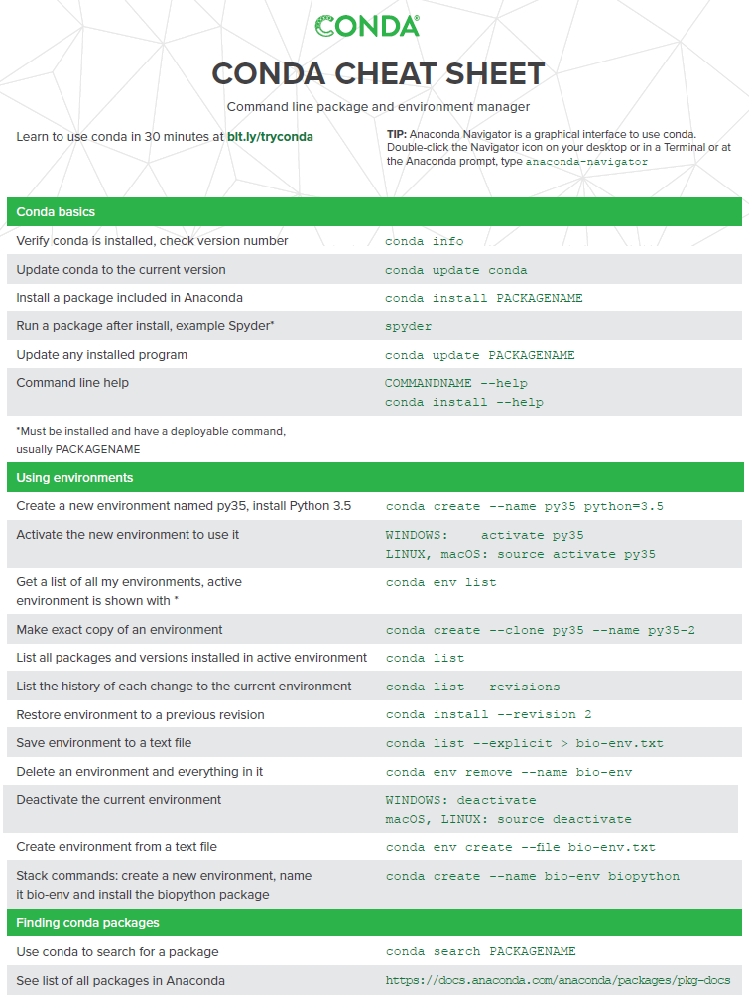 CONDA®
CONDA CHEAT SHEET
Command line package and environment manager
Learn to use conda in 30 minutes at bit.ly/tryconda
TIP: Anaconda Navigator is a graphical interface to use conda.
Double-click the Navigator icon on your desktop or in a Terminal or at
the Anaconda prompt, type anaconda-navigator
Conda basics
Verify conda is installed, check version number conda info
Update conda to the current version conda update conda
Install a package included in Anaconda conda install PACKAGENAME
Run a package after install, example Spyder* spyder
Update any installed program conda update PACKAGENAME
Command line help COMMANDNAME --help
conda install --help
*Must be installed and have a deployable command,
usually PACKAGENAME
Using environments
Create a new environment named py35, install Python 3.5 conda create --name py35 python=3.5
Activate the new environment to use it WINDOWS: activate py35
LINUX, macOS: source activate py35
Get a list of all my environments, active conda env list
environment is shown with *
Make exact copy of an environment conda create --clone py35 --name py35-2
List all packages and versions installed in active environment conda list
List the history of each change to the current environment conda list --revisions
Restore environment to a previous revision conda install --revision 2
Save environment to a text file conda list --explicit > bio-env.txt
Delete an environment and everything in it conda env remove --name bio-env
Deactivate the current environment WINDOWS: deactivate
macOS, LINUX: source deactivate
Create environment from a text file conda env create --file bio-env.txt
Stack commands: create a new environment, name conda create --name bio-env biopython
it bio-env and install the biopython package
Finding conda packages
Use conda to search for a package conda search PACKAGENAME
See list of all packages in Anaconda https://docs.anaconda.com/anaconda/packages/pkg-docs